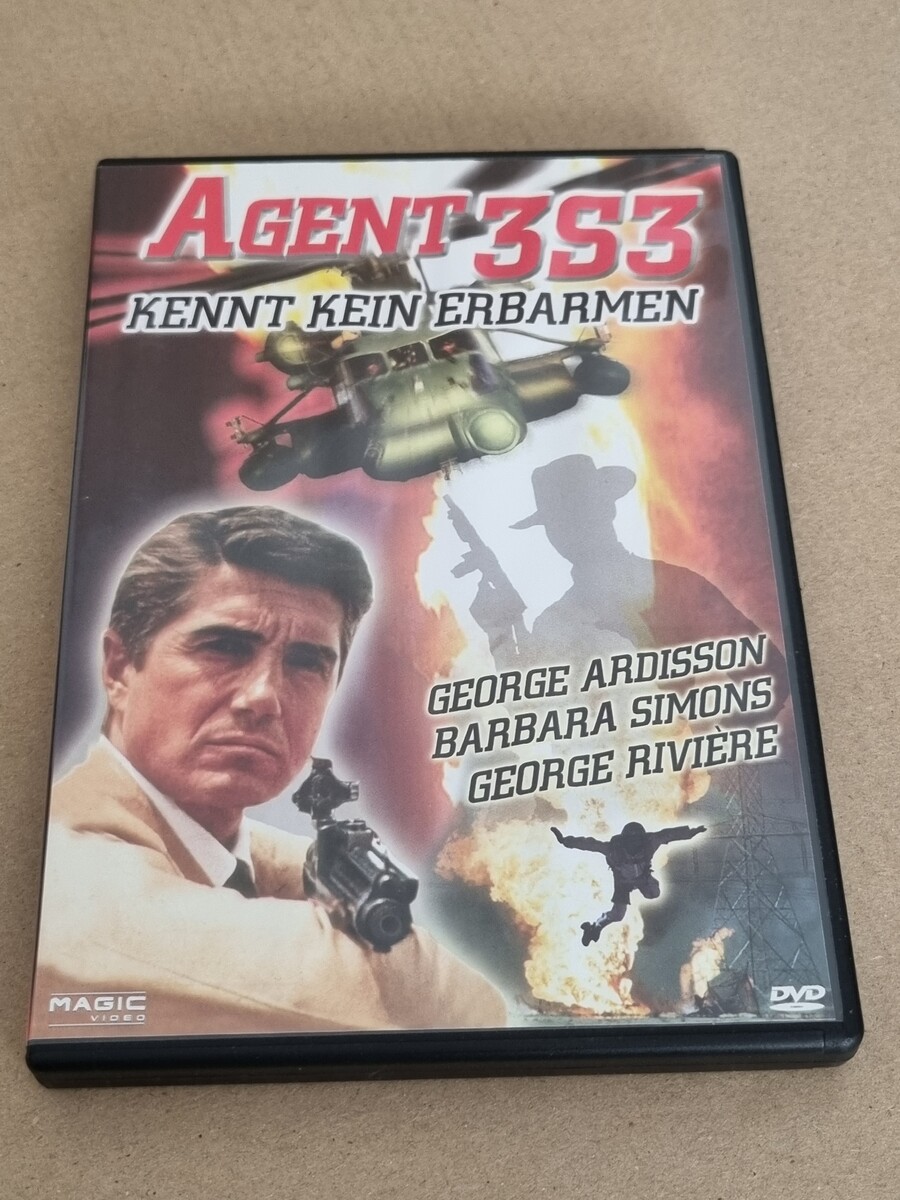 AGENT 3S3
KENNT KEIN ERBARMEN
GEORGE ARDISSON
BARBARA SIMONS
GEORGE RIVIÈRE
MAGIC
VIDEO
DVD